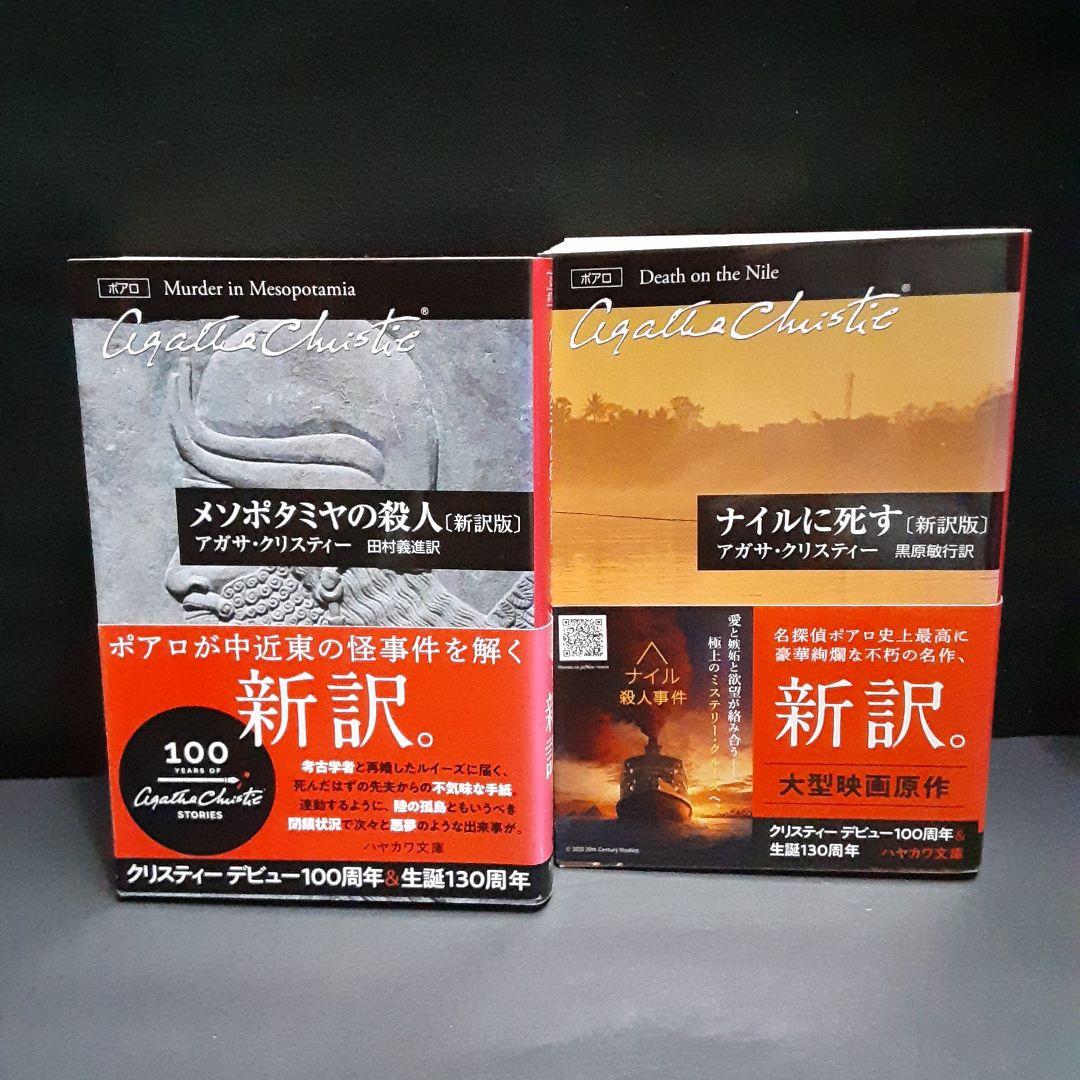 ポアロ Murder in Mesopotamia
Agatha Christie®
メソポタミヤの殺人〔新訳版〕
アガサ・クリスティー 田村義進訳
ポアロが中近東の怪事件を解く
新訳。
100
YEARS OF
Agatha Christie
STORIES
考古学者と再婚したルイーズに届く、
死んだはずの先夫からの不気味な手紙
連動するように、陸の孤島ともいうべき
閉鎖状況で次々と悪夢のような出来事が。
ハヤカワ文庫
クリスティー デビュー100周年&生誕130周年
新訳
ポアロ Death on the Nile
Agatha Christie®
ナイルに死す〔新訳版〕
アガサ・クリスティー 黒原敏行訳
ナイル
殺人事件
愛と嫉妬と欲望が絡み合う――
極上のミステリー・クルーズへ
© 2020 20th Century Studios
名探偵ポアロ史上最高に
豪華絢爛な不朽の名作、
新訳。
大型映画原作
クリスティー デビュー100周年&
生誕130周年 ハヤカワ文庫